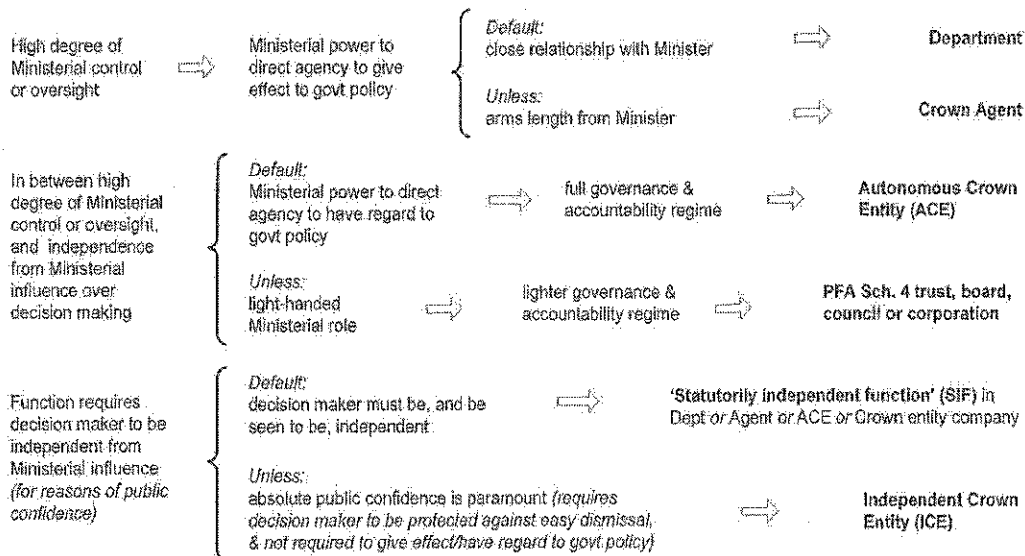 High degree of
Ministerial control
or oversight
Ministerial power to
direct agency to give
effect to govt policy
Default:
close relationship with Minister
Department
Unless:
arms length from Minister
Crown Agent
In between high
degree of Ministerial
control or oversight,
and independence
from Ministerial
influence over
decision making
Default:
Ministerial power to direct
agency to have regard to
govt policy
full governance &
accountability regime
Autonomous Crown
Entity (ACE)
Unless:
light-handed
Ministerial role
lighter governance &
accountability regime
PFA Sch. 4 trust, board,
council or corporation
Function requires
decision maker to be
independent from
Ministerial influence
(for reasons of public
confidence)
Default:
decision maker must be, and be
seen to be, independent
'Statutorily independent function' (SIF) in
Dept or Agent or ACE or Crown entity company
Unless:
absolute public confidence is paramount (requires
decision maker to be protected against easy dismissal,
& not required to give effect/have regard to govt policy)
Independent Crown
Entity (ICE)